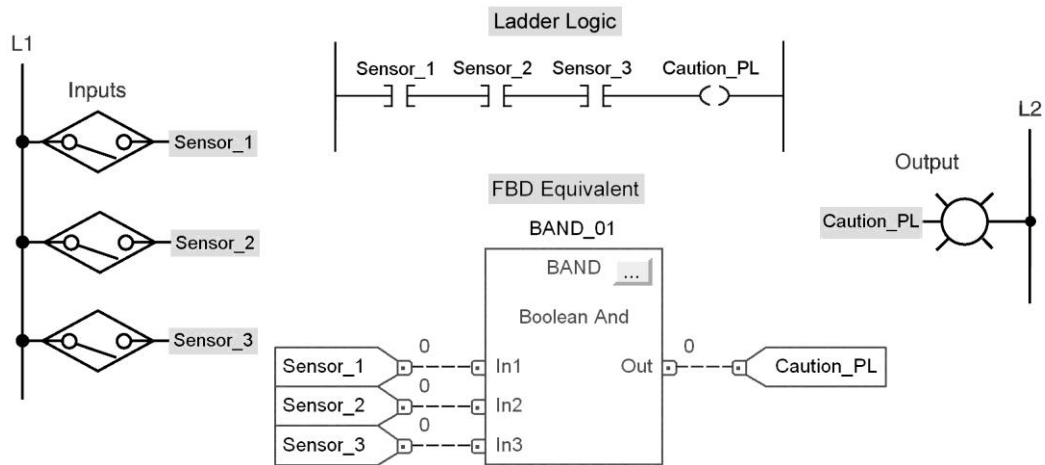 Ladder Logic
L1
Sensor_1 Sensor_2 Sensor_3 Caution_PL
Inputs
L2
Sensor_1
Output
FBD Equivalent
Caution_PL
BAND_01
Sensor_2
BAND ...
Boolean And
Sensor_3
0 0
Sensor_1 In1 Out Caution_PL
0
Sensor_2 In2
0
Sensor_3 In3